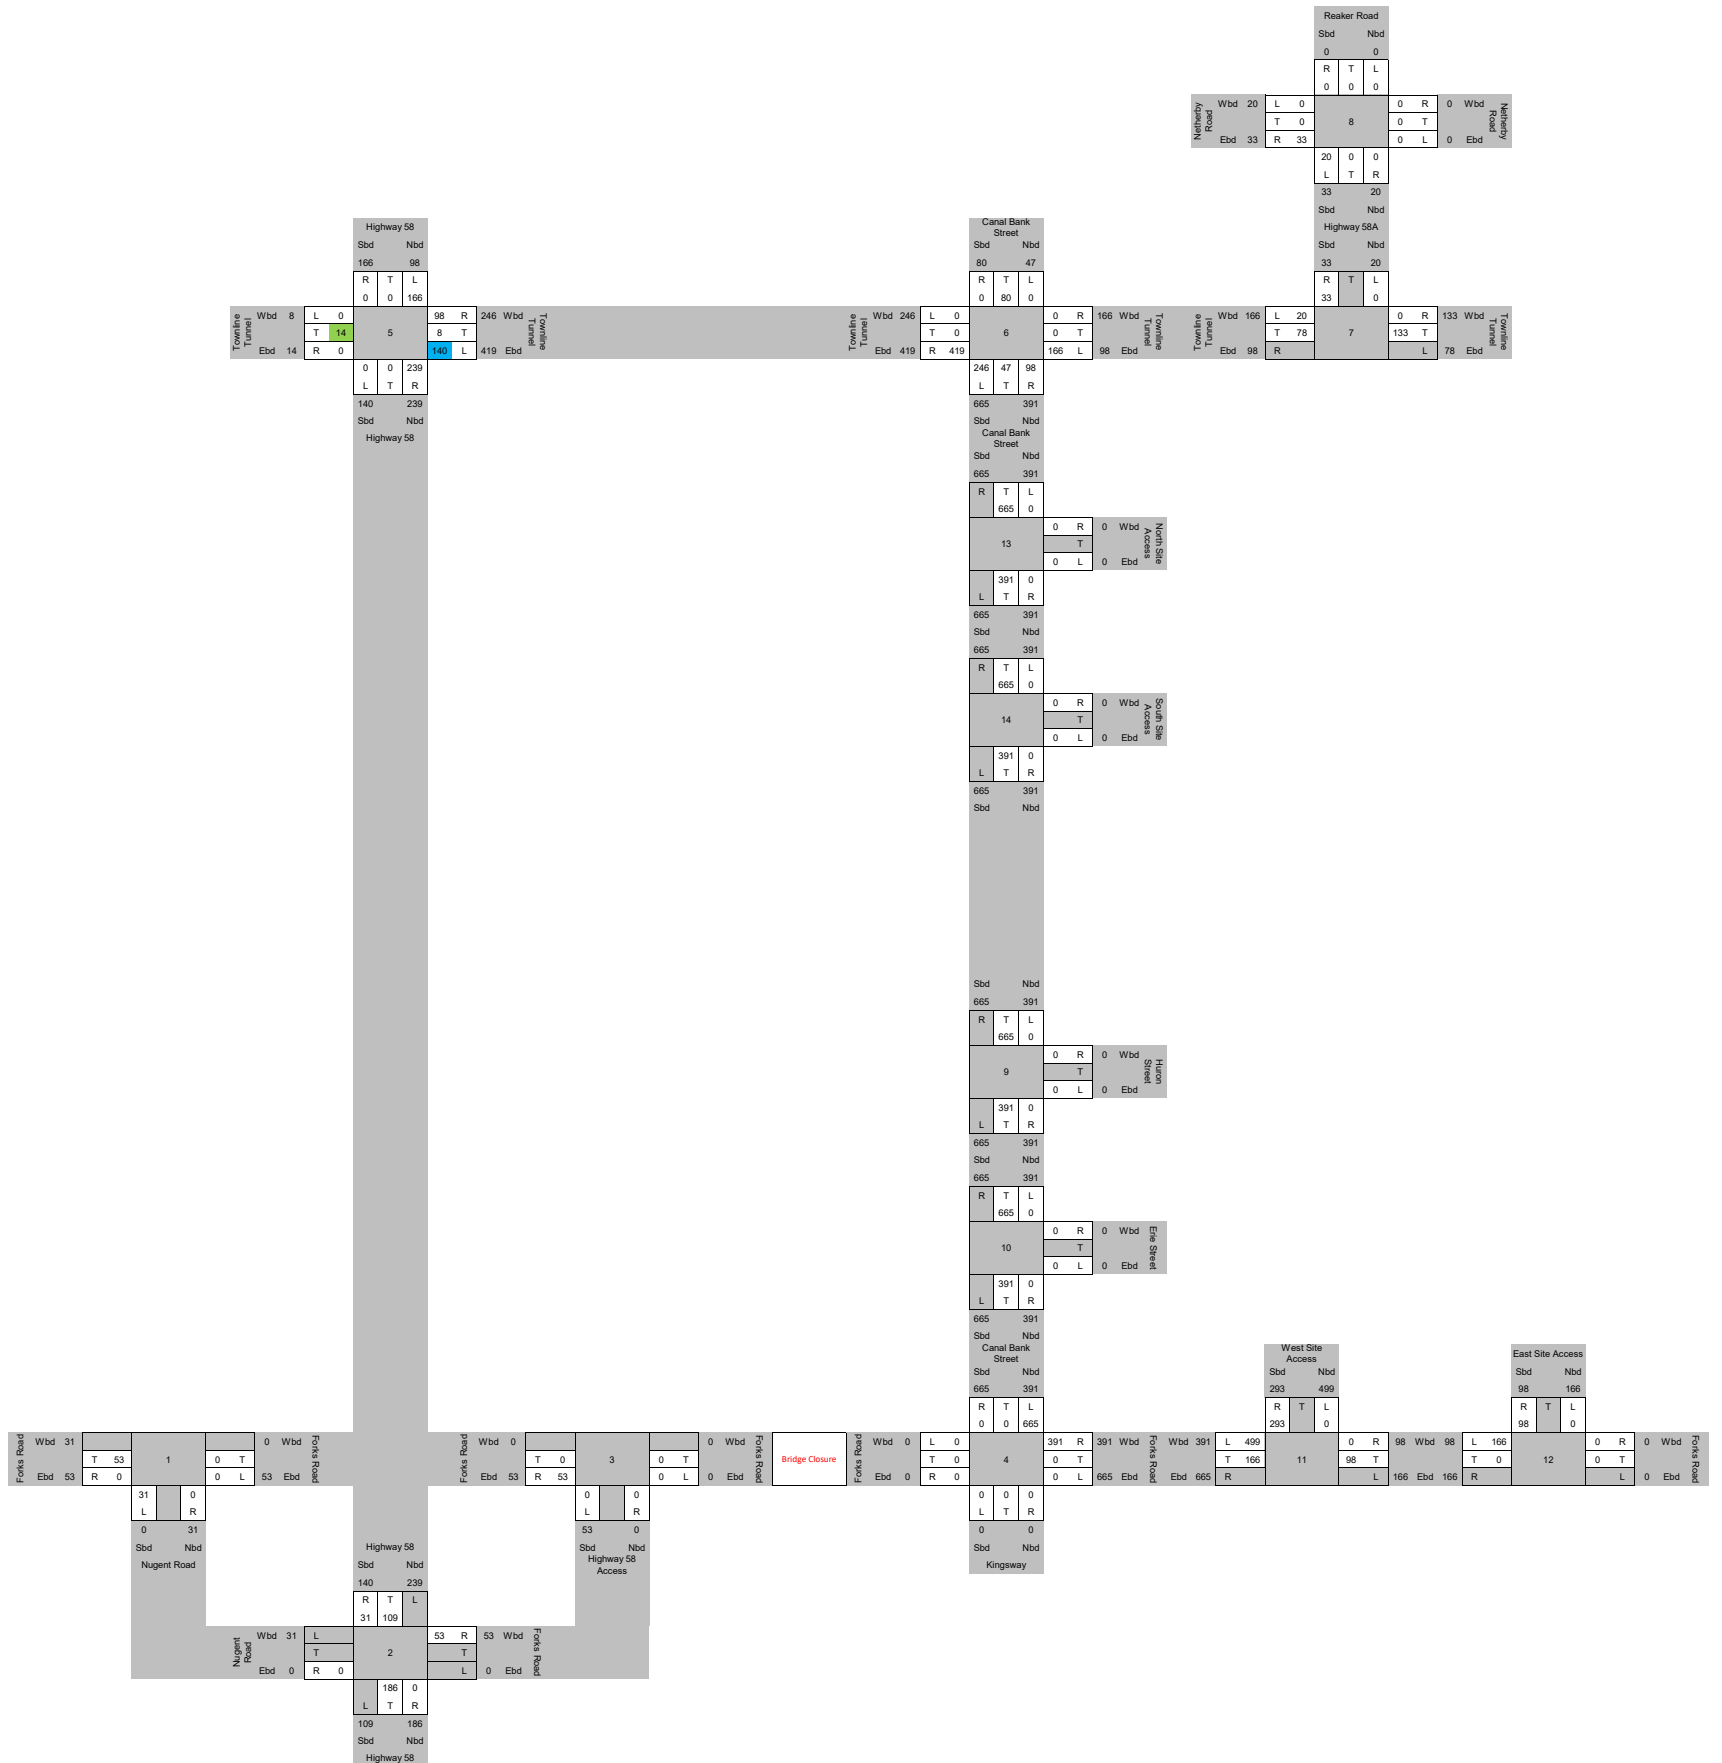 Reaker Road
Sbd Nbd
0 0
R T L
0 0 0
Netherby Road
Wbd 20 L 0
T 0
Ebd 33 R 33
8
0 R 0 Wbd
0 T
0 L 0 Ebd
Netherby Road
20 0 0
L T R
33 20
Sbd Nbd
Highway 58A
Sbd Nbd
33 20
R T L
33 0
Townline Tunnel
Wbd 166 L 20
T 78
Ebd 98 R
7
0 R 133 Wbd
133 T
L 78 Ebd
Townline Tunnel
Highway 58
Sbd Nbd
166 98
R T L
0 0 166
Townline Tunnel
Wbd 8 L 0
T 14
Ebd 14 R 0
5
98 R 246 Wbd
8 T
140 L 419 Ebd
Townline Tunnel
0 0 239
L T R
140 239
Sbd Nbd
Highway 58
Canal Bank
Street
Sbd Nbd
80 47
R T L
0 80 0
Townline Tunnel
Wbd 246 L 0
T 0
Ebd 419 R 419
6
0 R 166 Wbd
0 T
166 L 98 Ebd
Townline Tunnel
246 47 98
L T R
665 391
Sbd Nbd
Canal Bank
Street
Sbd Nbd
665 391
R T L
665 0
13
0 R 0 Wbd
T
0 L 0 Ebd
North Site Access
391 0
L T R
665 391
Sbd Nbd
665 391
R T L
665 0
14
0 R 0 Wbd
T
0 L 0 Ebd
South Site Access
391 0
L T R
665 391
Sbd Nbd
Sbd Nbd
665 391
R T L
665 0
9
0 R 0 Wbd
T
0 L 0 Ebd
Huron Street
391 0
L T R
665 391
Sbd Nbd
665 391
R T L
665 0
10
0 R 0 Wbd
T
0 L 0 Ebd
Erie Street
391 0
L T R
665 391
Sbd Nbd
Canal Bank
Street
Sbd Nbd
665 391
R T L
0 0 665
Forks Road
Wbd 31
T 53
Ebd 53 R 0
1
0 Wbd
0 T
0 L 53 Ebd
Forks Road
31 0
L R
0 31
Sbd Nbd
Nugent Road
Forks Road
Wbd 0
T 0
Ebd 53 R 53
3
0 Wbd
0 T
0 L 0 Ebd
Forks Road
0 0
L R
53 0
Sbd Nbd
Highway 58
Access
Bridge Closure
Forks Road
Wbd 0 L 0
T 0
Ebd 0 R 0
4
391 R 391 Wbd
0 T
0 L 665 Ebd
Forks Road
0 0 0
L T R
0 0
Sbd Nbd
Kingsway
West Site
Access
Sbd Nbd
293 499
R T L
293 0
Wbd 391 L 499
T 166
Ebd 665 R
11
0 R 98 Wbd
98 T
L 166 Ebd
East Site Access
Sbd Nbd
98 166
R T L
98 0
98 L 166
T 0
166 R
12
0 R 0 Wbd
0 T
L 0 Ebd
Forks Road
Highway 58
Sbd Nbd
140 239
R T L
31 109
Nugent Road
Wbd 31 L
T
Ebd 0 R 0
2
53 R 53 Wbd
T
L 0 Ebd
Forks Road
186 0
L T R
109 186
Sbd Nbd
Highway 58